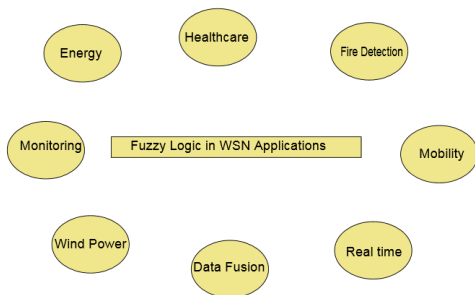 Healthcare
Energy
Fire Detection
Monitoring
Fuzzy Logic in WSN Applications
Mobility
Wind Power
Real time
Data Fusion